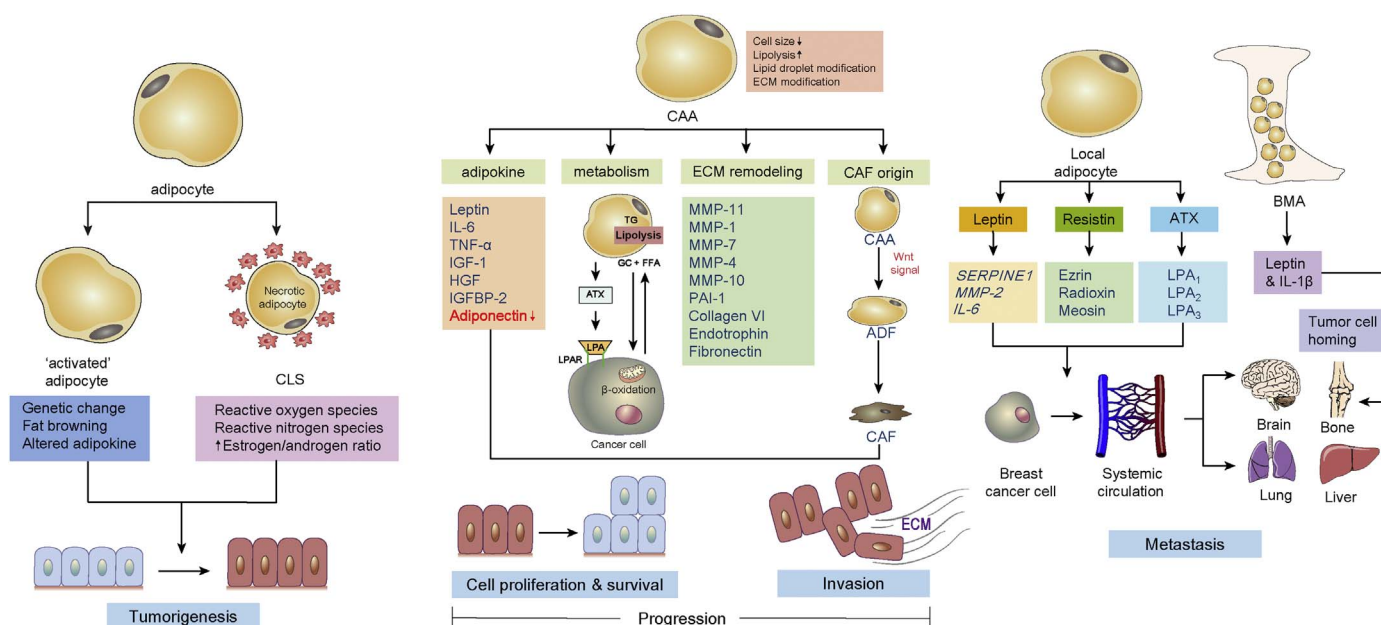 adipocyte
'activated'
adipocyte
Necrotic
adipocyte
CLS
Genetic change
Fat browning
Altered adipokine
Reactive oxygen species
Reactive nitrogen species
↑Estrogen/androgen ratio
Tumorigenesis
Cell size↓
Lipolysis↑
Lipid droplet modification
ECM modification
CAA
adipokine
Leptin
IL-6
TNF-α
IGF-1
HGF
IGFBP-2
Adiponectin↓
metabolism
TG
Lipolysis
GC + FFA
ATX
LPA
LPAR
β-oxidation
Cancer cell
ECM remodeling
MMP-11
MMP-1
MMP-7
MMP-4
MMP-10
PAI-1
Collagen VI
Endotrophin
Fibronectin
CAF origin
CAA
Wnt
signal
ADF
CAF
Cell proliferation & survival
ECM
Invasion
Progression
Local
adipocyte
Leptin
Resistin
ATX
SERPINE1
MMP-2
IL-6
Ezrin
Radioxin
Meosin
LPA1
LPA2
LPA3
BMA
Leptin
& IL-1β
Tumor cell
homing
Breast
cancer cell
Systemic
circulation
Brain
Bone
Lung
Liver
Metastasis